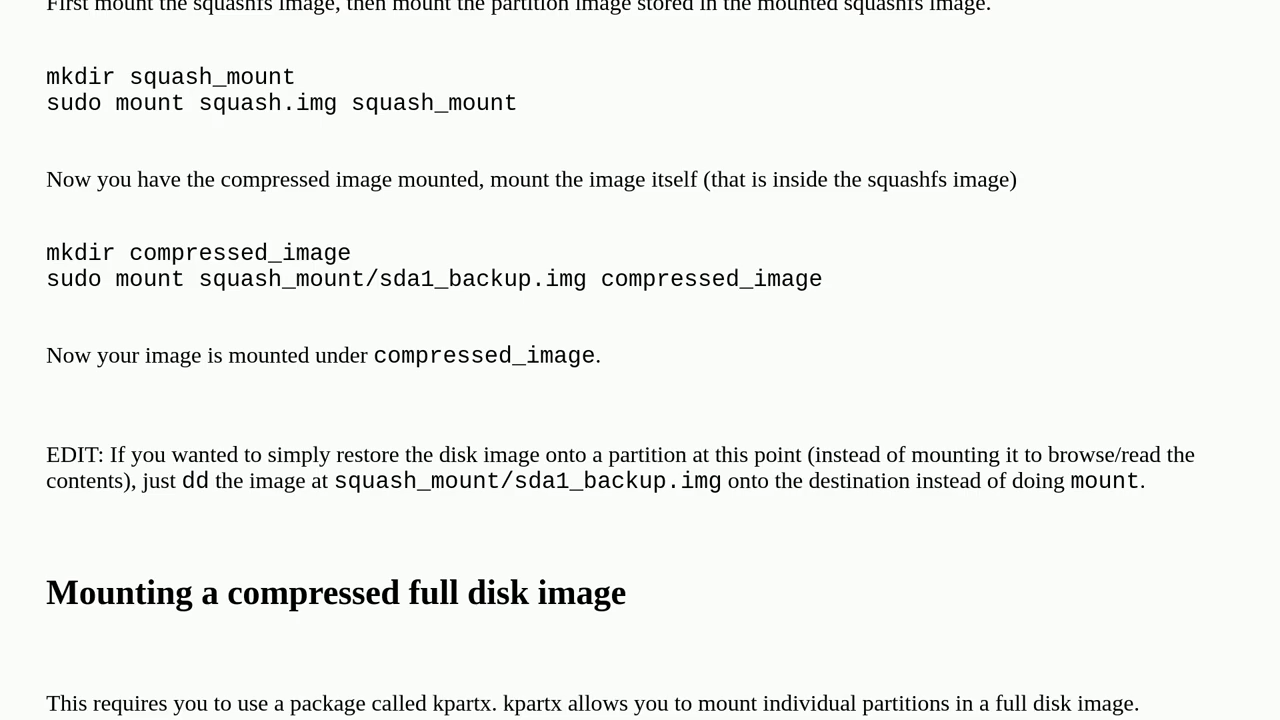 First mount the squashfs image, then mount the partition image stored in the mounted squashfs image.
mkdir squash_mount
sudo mount squash.img squash_mount
Now you have the compressed image mounted, mount the image itself (that is inside the squashfs image)
mkdir compressed_image
sudo mount squash_mount/sda1_backup.img compressed_image
Now your image is mounted under compressed_image.
EDIT: If you wanted to simply restore the disk image onto a partition at this point (instead of mounting it to browse/read the
contents), just dd the image at squash_mount/sda1_backup.img onto the destination instead of doing mount.
Mounting a compressed full disk image
This requires you to use a package called kpartx. kpartx allows you to mount individual partitions in a full disk image.